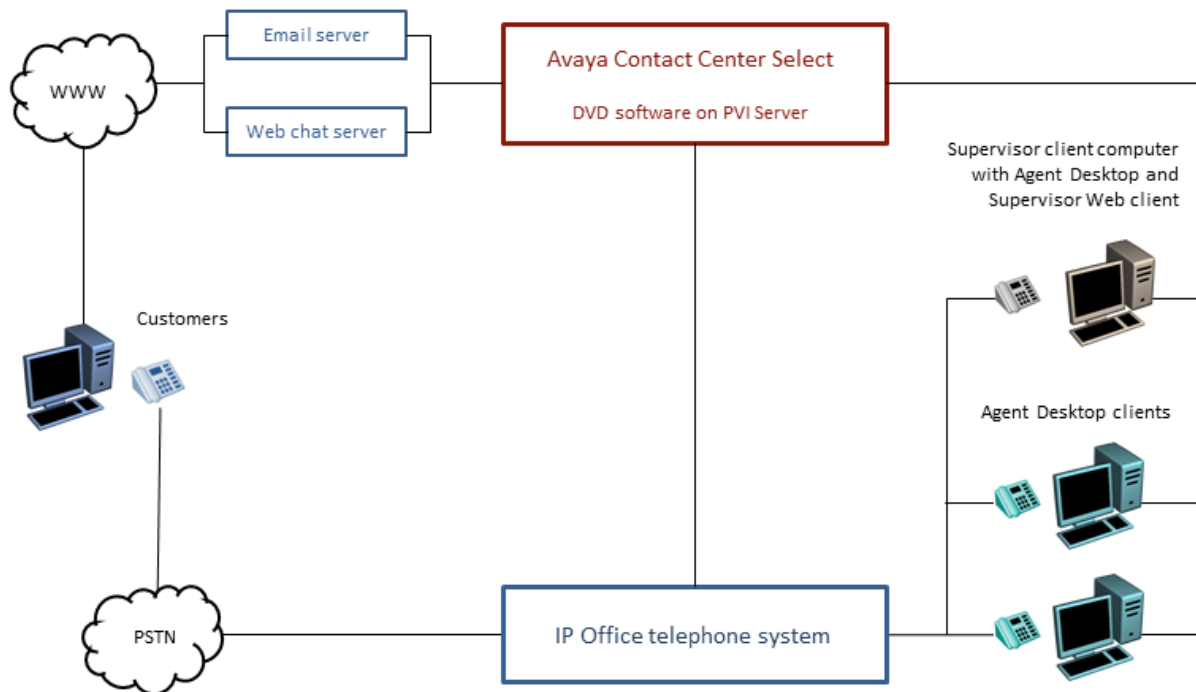 Email server
WWW
Web chat server
Avaya Contact Center Select
DVD software on PVI Server
Supervisor client computer
with Agent Desktop and
Supervisor Web client
Customers
Agent Desktop clients
PSTN
IP Office telephone system